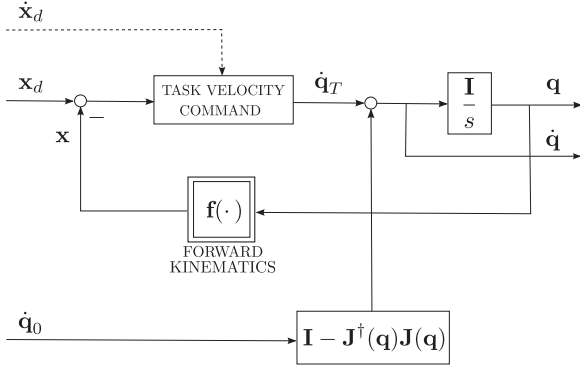 ẋ_d
x_d
−
x
TASK VELOCITY
COMMAND
q̇_T
I
s
q
q̇
f(·)
FORWARD
KINEMATICS
q̇_0
I − J^†(q)J(q)